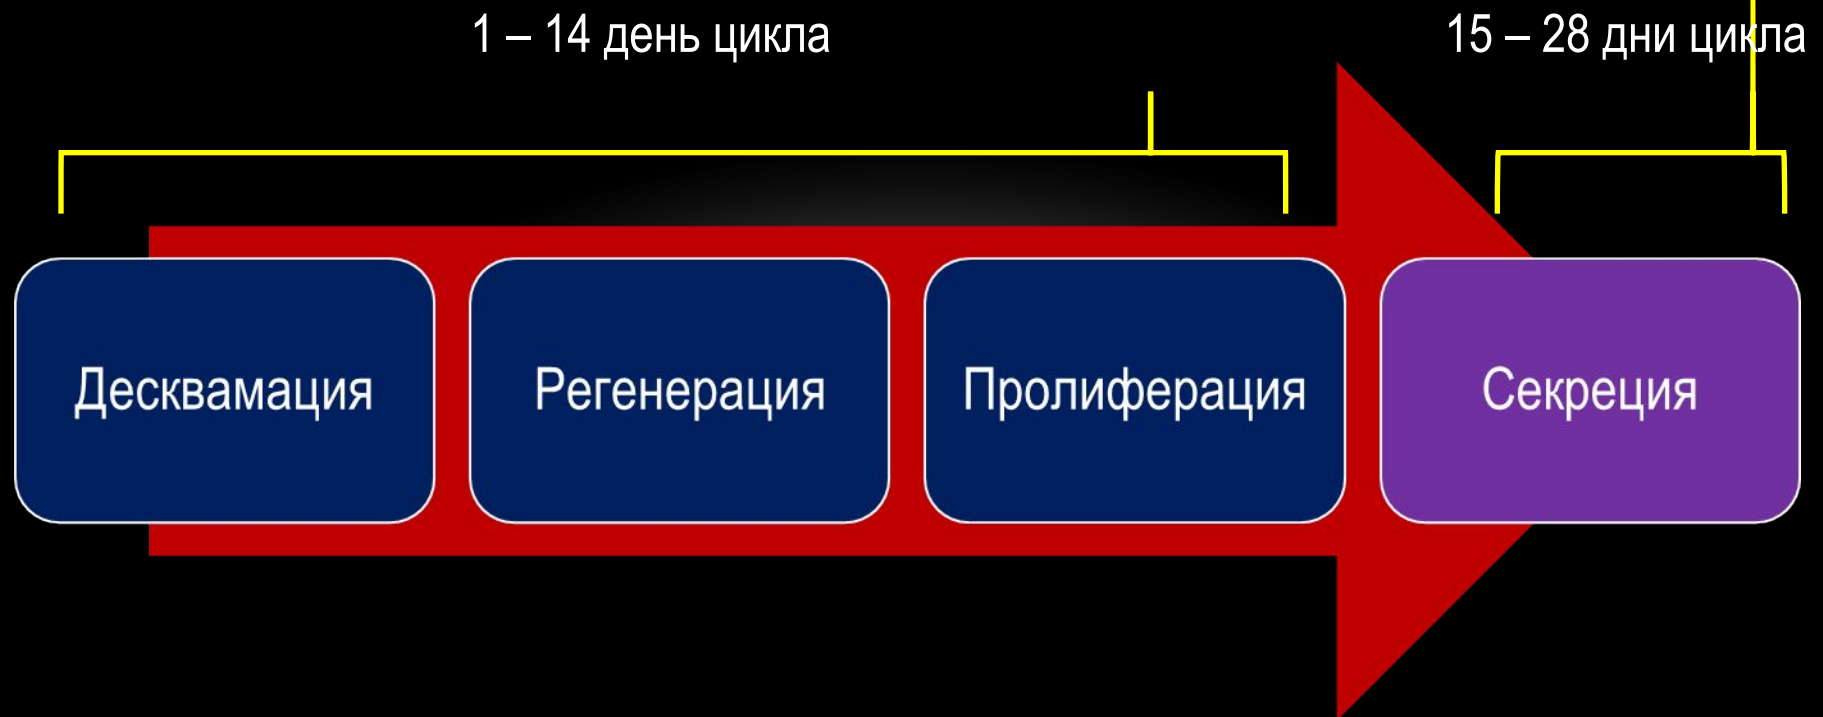 1 – 14 день цикла
15 – 28 дни цикла
Десквамация
Регенерация
Пролиферация
Секреция